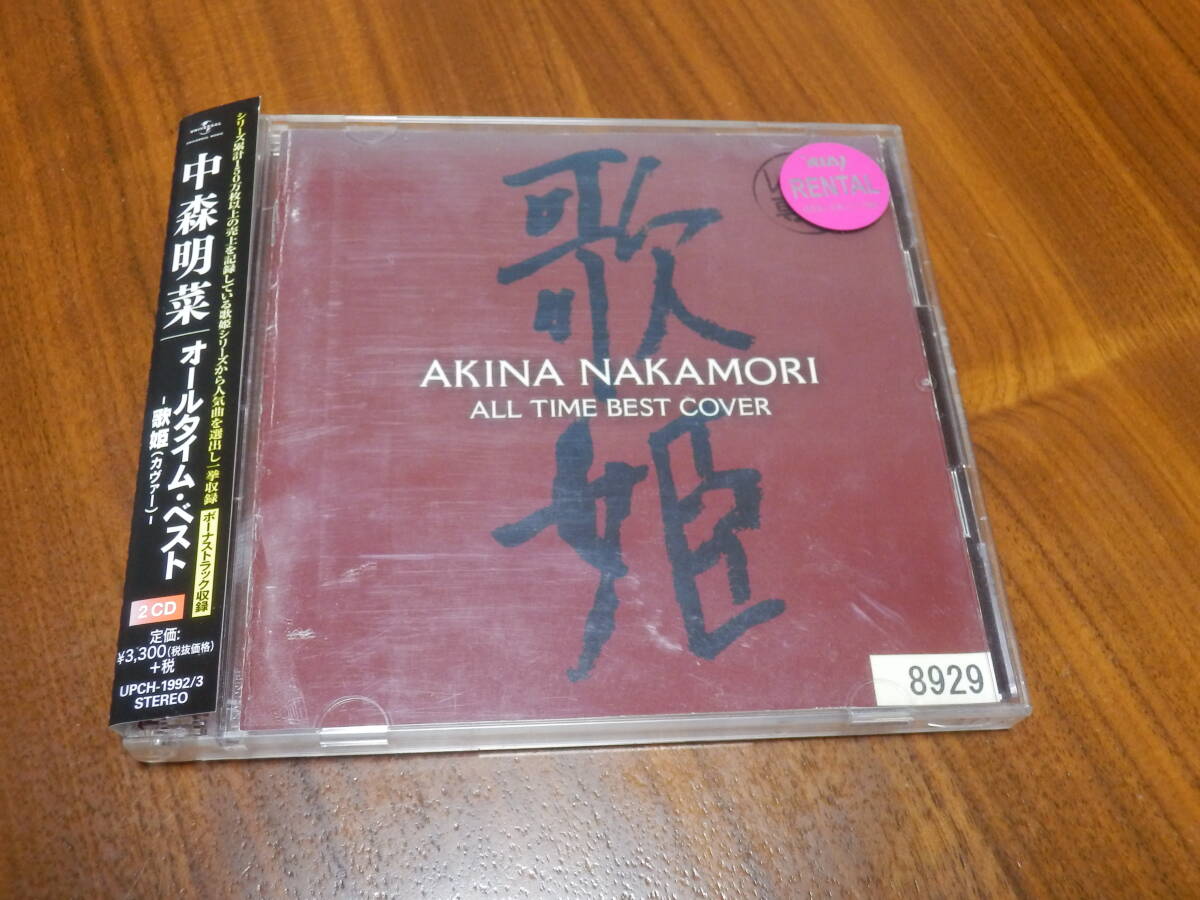 UNIVERSAL
中森明菜
オールタイム・ベスト
- 歌姫(カヴァー) -
シリーズ累計150万枚以上の売上を記録している歌姫シリーズから人気曲を選出し一挙収録
ボーナストラック収録
2CD
定価:
¥3,300(税抜価格)
+税
UPCH-1992/3
STEREO
歌姫
AKINA NAKAMORI
ALL TIME BEST COVER
RENTAL
8929